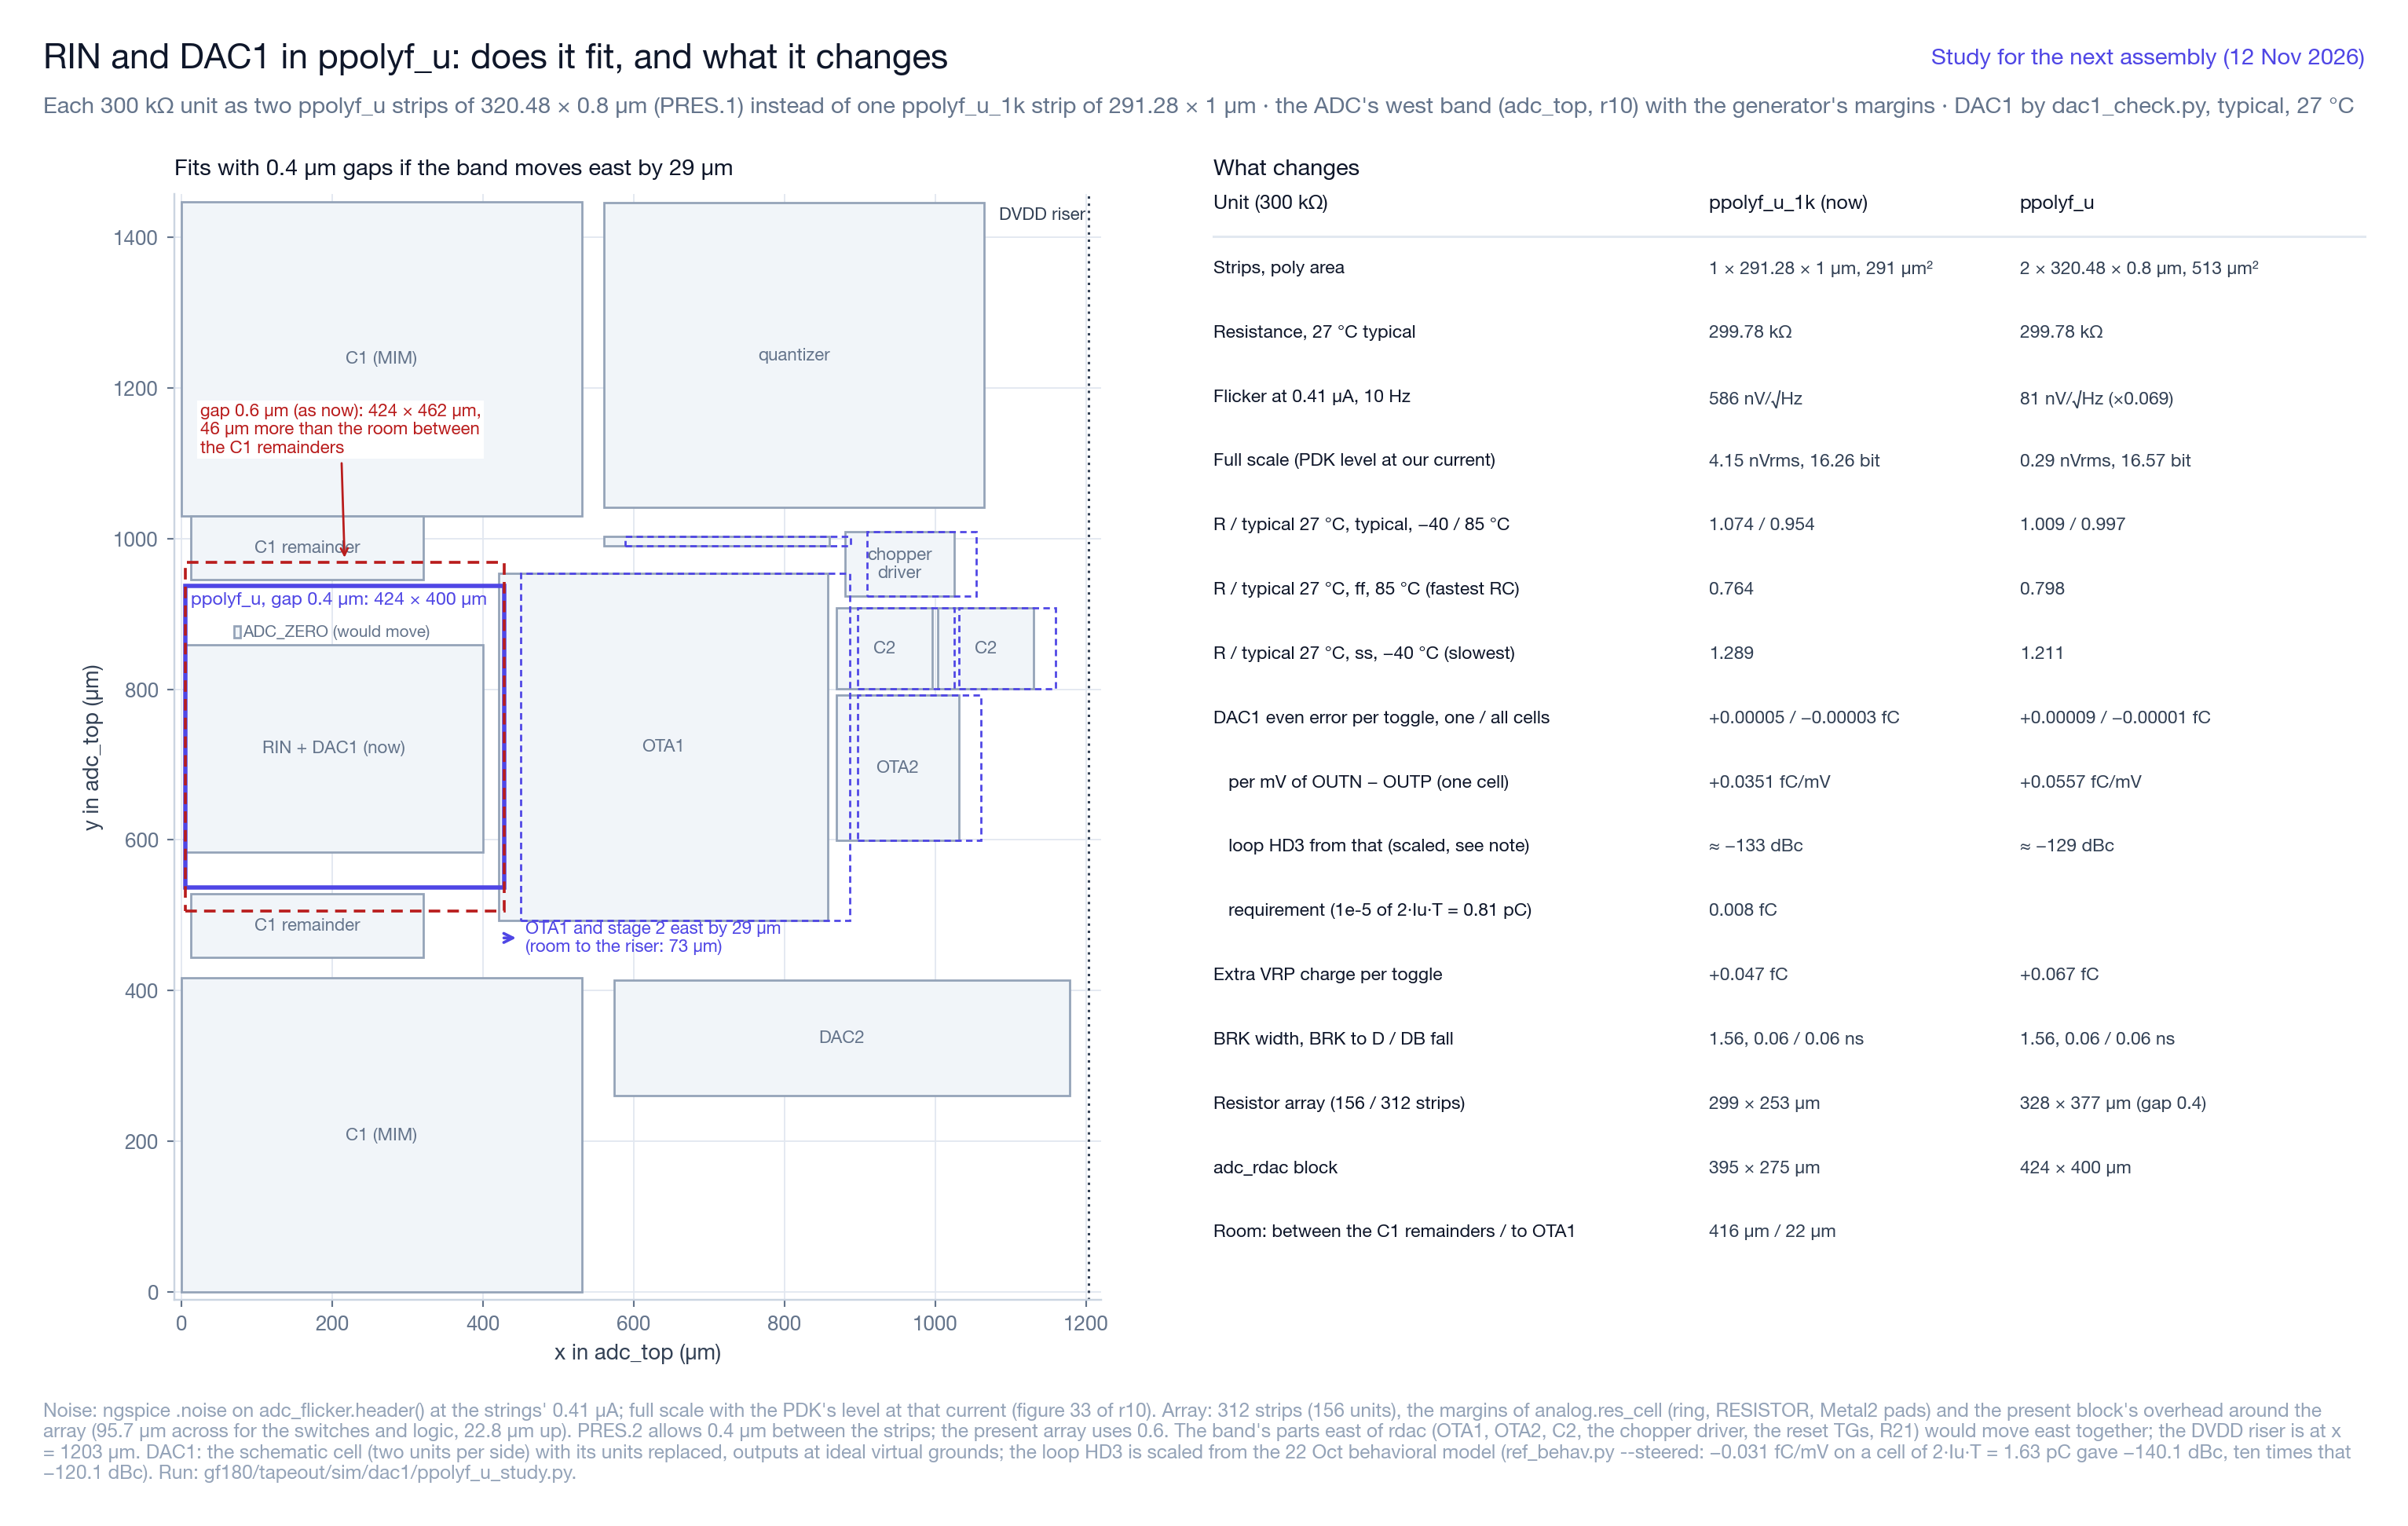 RIN and DAC1 in ppolyf_u: does it fit, and what it changes
Study for the next assembly (12 Nov 2026)
Each 300 kΩ unit as two ppolyf_u strips of 320.48 × 0.8 µm (PRES.1) instead of one ppolyf_u_1k strip of 291.28 × 1 µm · the ADC's west band (adc_top, r10) with the generator's margins · DAC1 by dac1_check.py, typical, 27 °C
Fits with 0.4 µm gaps if the band moves east by 29 µm
DVDD riser
C1 (MIM)
quantizer
gap 0.6 µm (as now): 424 × 462 µm,
46 µm more than the room between
the C1 remainders
C1 remainder
chopper
driver
ppolyf_u, gap 0.4 µm: 424 × 400 µm
ADC_ZERO (would move)
C2
C2
RIN + DAC1 (now)
OTA1
OTA2
C1 remainder
OTA1 and stage 2 east by 29 µm
(room to the riser: 73 µm)
DAC2
C1 (MIM)
1400
1200
1000
800
600
400
200
0
y in adc_top (µm)
0
200
400
600
800
1000
1200
x in adc_top (µm)
What changes
Unit (300 kΩ) ppolyf_u_1k (now) ppolyf_u
Strips, poly area 1 × 291.28 × 1 µm, 291 µm² 2 × 320.48 × 0.8 µm, 513 µm²
Resistance, 27 °C typical 299.78 kΩ 299.78 kΩ
Flicker at 0.41 µA, 10 Hz 586 nV/√Hz 81 nV/√Hz (×0.069)
Full scale (PDK level at our current) 4.15 nVrms, 16.26 bit 0.29 nVrms, 16.57 bit
R / typical 27 °C, typical, −40 / 85 °C 1.074 / 0.954 1.009 / 0.997
R / typical 27 °C, ff, 85 °C (fastest RC) 0.764 0.798
R / typical 27 °C, ss, −40 °C (slowest) 1.289 1.211
DAC1 even error per toggle, one / all cells +0.00005 / −0.00003 fC +0.00009 / −0.00001 fC
per mV of OUTN − OUTP (one cell) +0.0351 fC/mV +0.0557 fC/mV
loop HD3 from that (scaled, see note) ≈ −133 dBc ≈ −129 dBc
requirement (1e-5 of 2·Iu·T = 0.81 pC) 0.008 fC
Extra VRP charge per toggle +0.047 fC +0.067 fC
BRK width, BRK to D / DB fall 1.56, 0.06 / 0.06 ns 1.56, 0.06 / 0.06 ns
Resistor array (156 / 312 strips) 299 × 253 µm 328 × 377 µm (gap 0.4)
adc_rdac block 395 × 275 µm 424 × 400 µm
Room: between the C1 remainders / to OTA1 416 µm / 22 µm
Noise: ngspice .noise on adc_flicker.header() at the strings' 0.41 µA; full scale with the PDK's level at that current (figure 33 of r10). Array: 312 strips (156 units), the margins of analog.res_cell (ring, RESISTOR, Metal2 pads) and the present block's overhead around the
array (95.7 µm across for the switches and logic, 22.8 µm up). PRES.2 allows 0.4 µm between the strips; the present array uses 0.6. The band's parts east of rdac (OTA1, OTA2, C2, the chopper driver, the reset TGs, R21) would move east together; the DVDD riser is at x
= 1203 µm. DAC1: the schematic cell (two units per side) with its units replaced, outputs at ideal virtual grounds; the loop HD3 is scaled from the 22 Oct behavioral model (ref_behav.py --steered: −0.031 fC/mV on a cell of 2·Iu·T = 1.63 pC gave −140.1 dBc, ten times that
−120.1 dBc). Run: gf180/tapeout/sim/dac1/ppolyf_u_study.py.